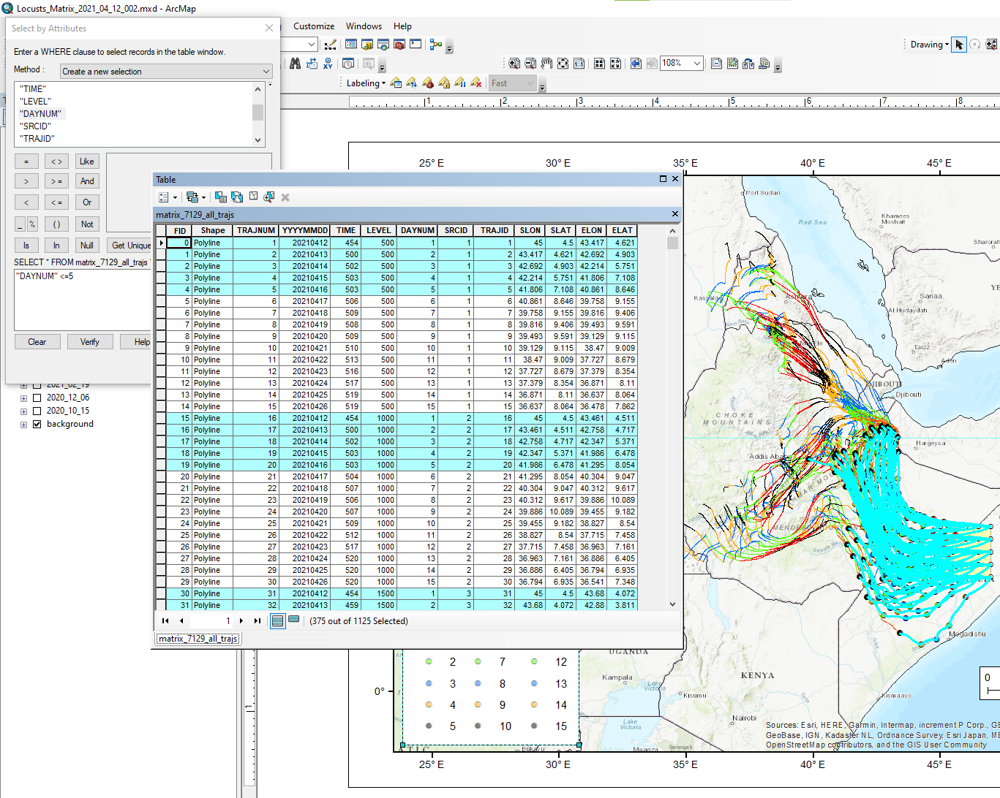 Locusts_Matrix_2021_04_12_002.mxd - ArcMap
Select by Attributes
Customize Windows Help
Enter a WHERE clause to select records in the table window.
Drawing
Method : Create a new selection
108%
"TIME"
"LEVEL"
"DAYNUM"
"SRCID"
"TRAJID"
Labeling Fast
1 2 3 4 5 6 7 8
= < > Like
> > = And
< < = Or
_ % ( ) Not
Is In Null Get Unique
SELECT * FROM matrix_7129_all_trajs
"DAYNUM" <=5
Clear Verify Help
2021_02_19
2020_12_06
2020_10_15
background
25° E 30° E 35° E 40° E 45° E
Table
matrix_7129_all_trajs
FID Shape TRAJNUM YYYYMMDD TIME LEVEL DAYNUM SRCID TRAJID SLON SLAT ELON ELAT
0 Polyline 1 20210412 454 500 1 1 1 45 4.5 43.417 4.621
1 Polyline 2 20210413 500 500 2 1 2 43.417 4.621 42.692 4.903
2 Polyline 3 20210414 502 500 3 1 3 42.692 4.903 42.214 5.751
3 Polyline 4 20210415 503 500 4 1 4 42.214 5.751 41.806 7.108
4 Polyline 5 20210416 503 500 5 1 5 41.806 7.108 40.861 8.646
5 Polyline 6 20210417 506 500 6 1 6 40.861 8.646 39.758 9.155
6 Polyline 7 20210418 509 500 7 1 7 39.758 9.155 39.816 9.406
7 Polyline 8 20210419 508 500 8 1 8 39.816 9.406 39.493 9.591
8 Polyline 9 20210420 509 500 9 1 9 39.493 9.591 39.129 9.115
9 Polyline 10 20210421 510 500 10 1 10 39.129 9.115 38.47 9.009
10 Polyline 11 20210422 513 500 11 1 11 38.47 9.009 37.727 8.679
11 Polyline 12 20210423 516 500 12 1 12 37.727 8.679 37.379 8.354
12 Polyline 13 20210424 517 500 13 1 13 37.379 8.354 36.871 8.11
13 Polyline 14 20210425 519 500 14 1 14 36.871 8.11 36.637 8.064
14 Polyline 15 20210426 519 500 15 1 15 36.637 8.064 36.478 7.862
15 Polyline 16 20210412 454 1000 1 2 16 45 4.5 43.461 4.511
16 Polyline 17 20210413 500 1000 2 2 17 43.461 4.511 42.758 4.717
17 Polyline 18 20210414 502 1000 3 2 18 42.758 4.717 42.347 5.371
18 Polyline 19 20210415 503 1000 4 2 19 42.347 5.371 41.986 6.478
19 Polyline 20 20210416 503 1000 5 2 20 41.986 6.478 41.295 8.054
20 Polyline 21 20210417 504 1000 6 2 21 41.295 8.054 40.304 9.047
21 Polyline 22 20210418 507 1000 7 2 22 40.304 9.047 40.312 9.617
22 Polyline 23 20210419 506 1000 8 2 23 40.312 9.617 39.886 10.089
23 Polyline 24 20210420 507 1000 9 2 24 39.886 10.089 39.455 9.182
24 Polyline 25 20210421 509 1000 10 2 25 39.455 9.182 38.827 8.54
25 Polyline 26 20210422 512 1000 11 2 26 38.827 8.54 37.715 7.458
26 Polyline 27 20210423 517 1000 12 2 27 37.715 7.458 36.963 7.161
27 Polyline 28 20210424 520 1000 13 2 28 36.963 7.161 36.886 6.405
28 Polyline 29 20210425 520 1000 14 2 29 36.886 6.405 36.794 6.935
29 Polyline 30 20210426 520 1000 15 2 30 36.794 6.935 36.541 7.348
30 Polyline 31 20210412 454 1500 1 3 31 45 4.5 43.68 4.072
31 Polyline 32 20210413 459 1500 2 3 32 43.68 4.072 42.88 3.811
1 (375 out of 1125 Selected)
matrix_7129_all_trajs
Port Sudan
Red Sea
Khamees
Moshait
Sharorah
Kassala
Asmara
Sanaa
YE
Al Hudaydah
Taizz
Aden
DJIBOUTI
Djibouti
CHOKE
MOUNTAINS
Hargeysa
Addis Ababa
MENDEBO MOUNTAINS
Mogadishu
UGANDA
KENYA
Kampala
Lake
Victoria
Kisumu
Kismaayo
Nairobi
Lake
Victoria
Bukavu
Mwanza
Serengeti
2 7 12
3 8 13
4 9 14
5 10 15
0°
0
1
Sources: Esri, HERE, Garmin, Intermap, increment P Corp., GE
GeoBase, IGN, Kadaster NL, Ordnance Survey, Esri Japan, ME
OpenStreetMap contributors, and the GIS User Community
25° E 30° E 35° E 40° E 45° E